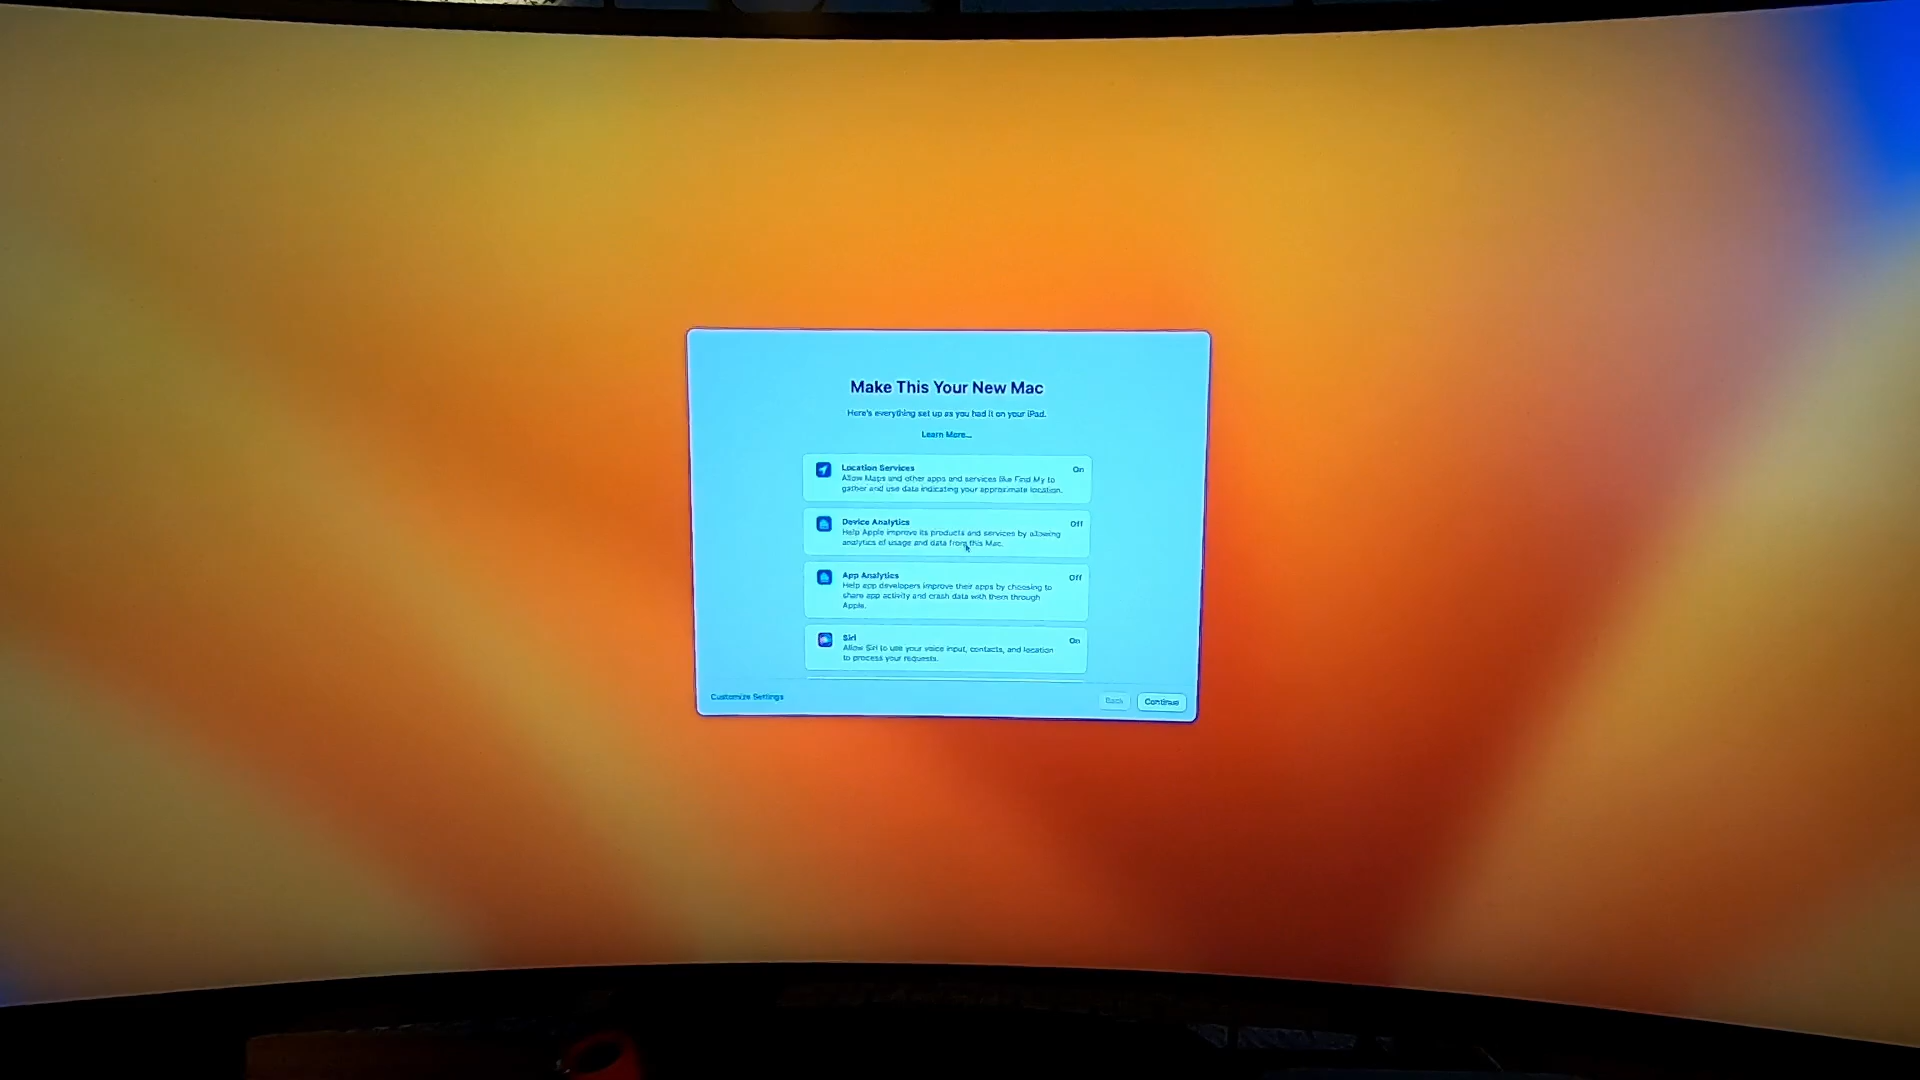 Make This Your New Mac
Here's everything set up as you had it on your iPad.
Learn More...
Location Services
On
Allow Maps and other apps and services like Find My to
gather and use data indicating your approximate location.
Device Analytics
Off
Help Apple improve its products and services by allowing
analytics of usage and data from this Mac.
App Analytics
Off
Help app developers improve their apps by choosing to
share app activity and crash data with them through
Apple.
Siri
On
Allow Siri to use your voice input, contacts, and location
to process your requests.
Customize Settings
Back
Continue